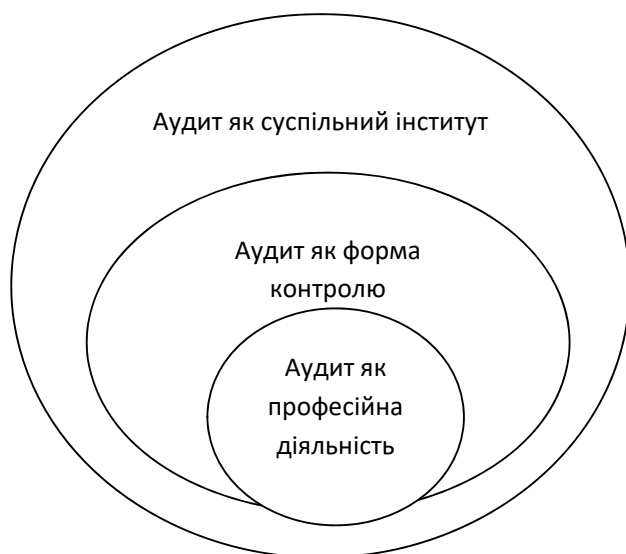 Аудит як суспільний інститут
Аудит як форма
контролю
Аудит як
професійна
діяльність